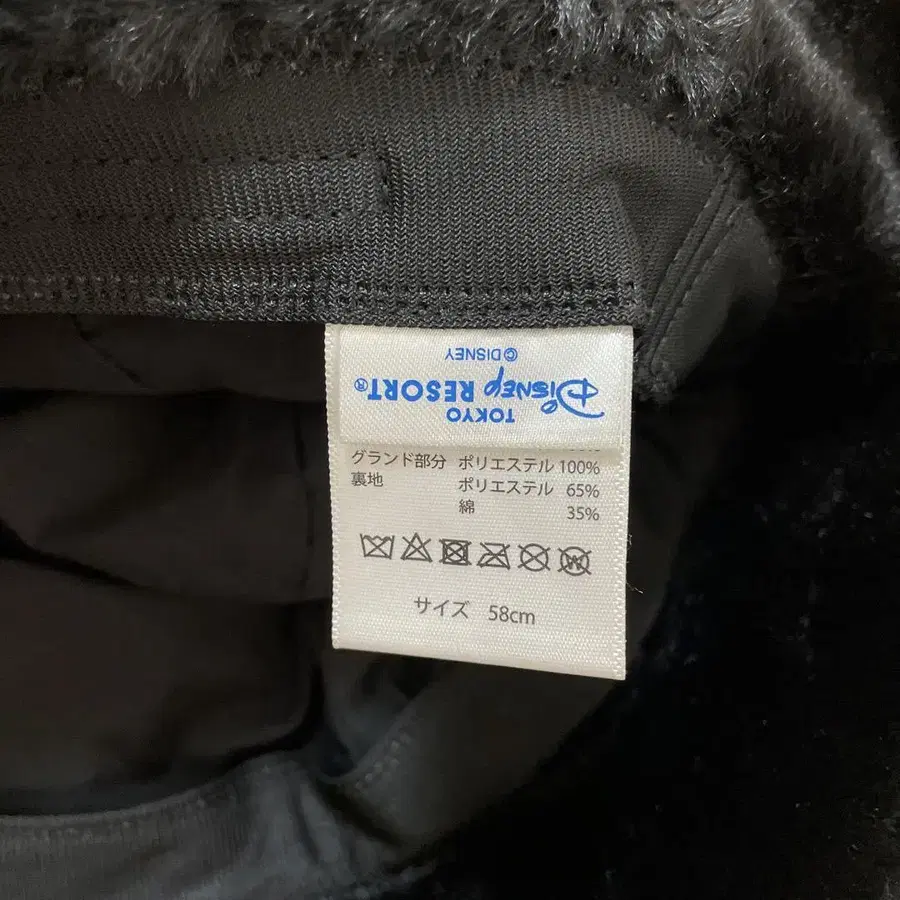 TOKYO
Disney RESORT®
© DISNEY
グランド部分 ポリエステル 100%
裏地 ポリエステル 65%
綿 35%
サイズ 58cm